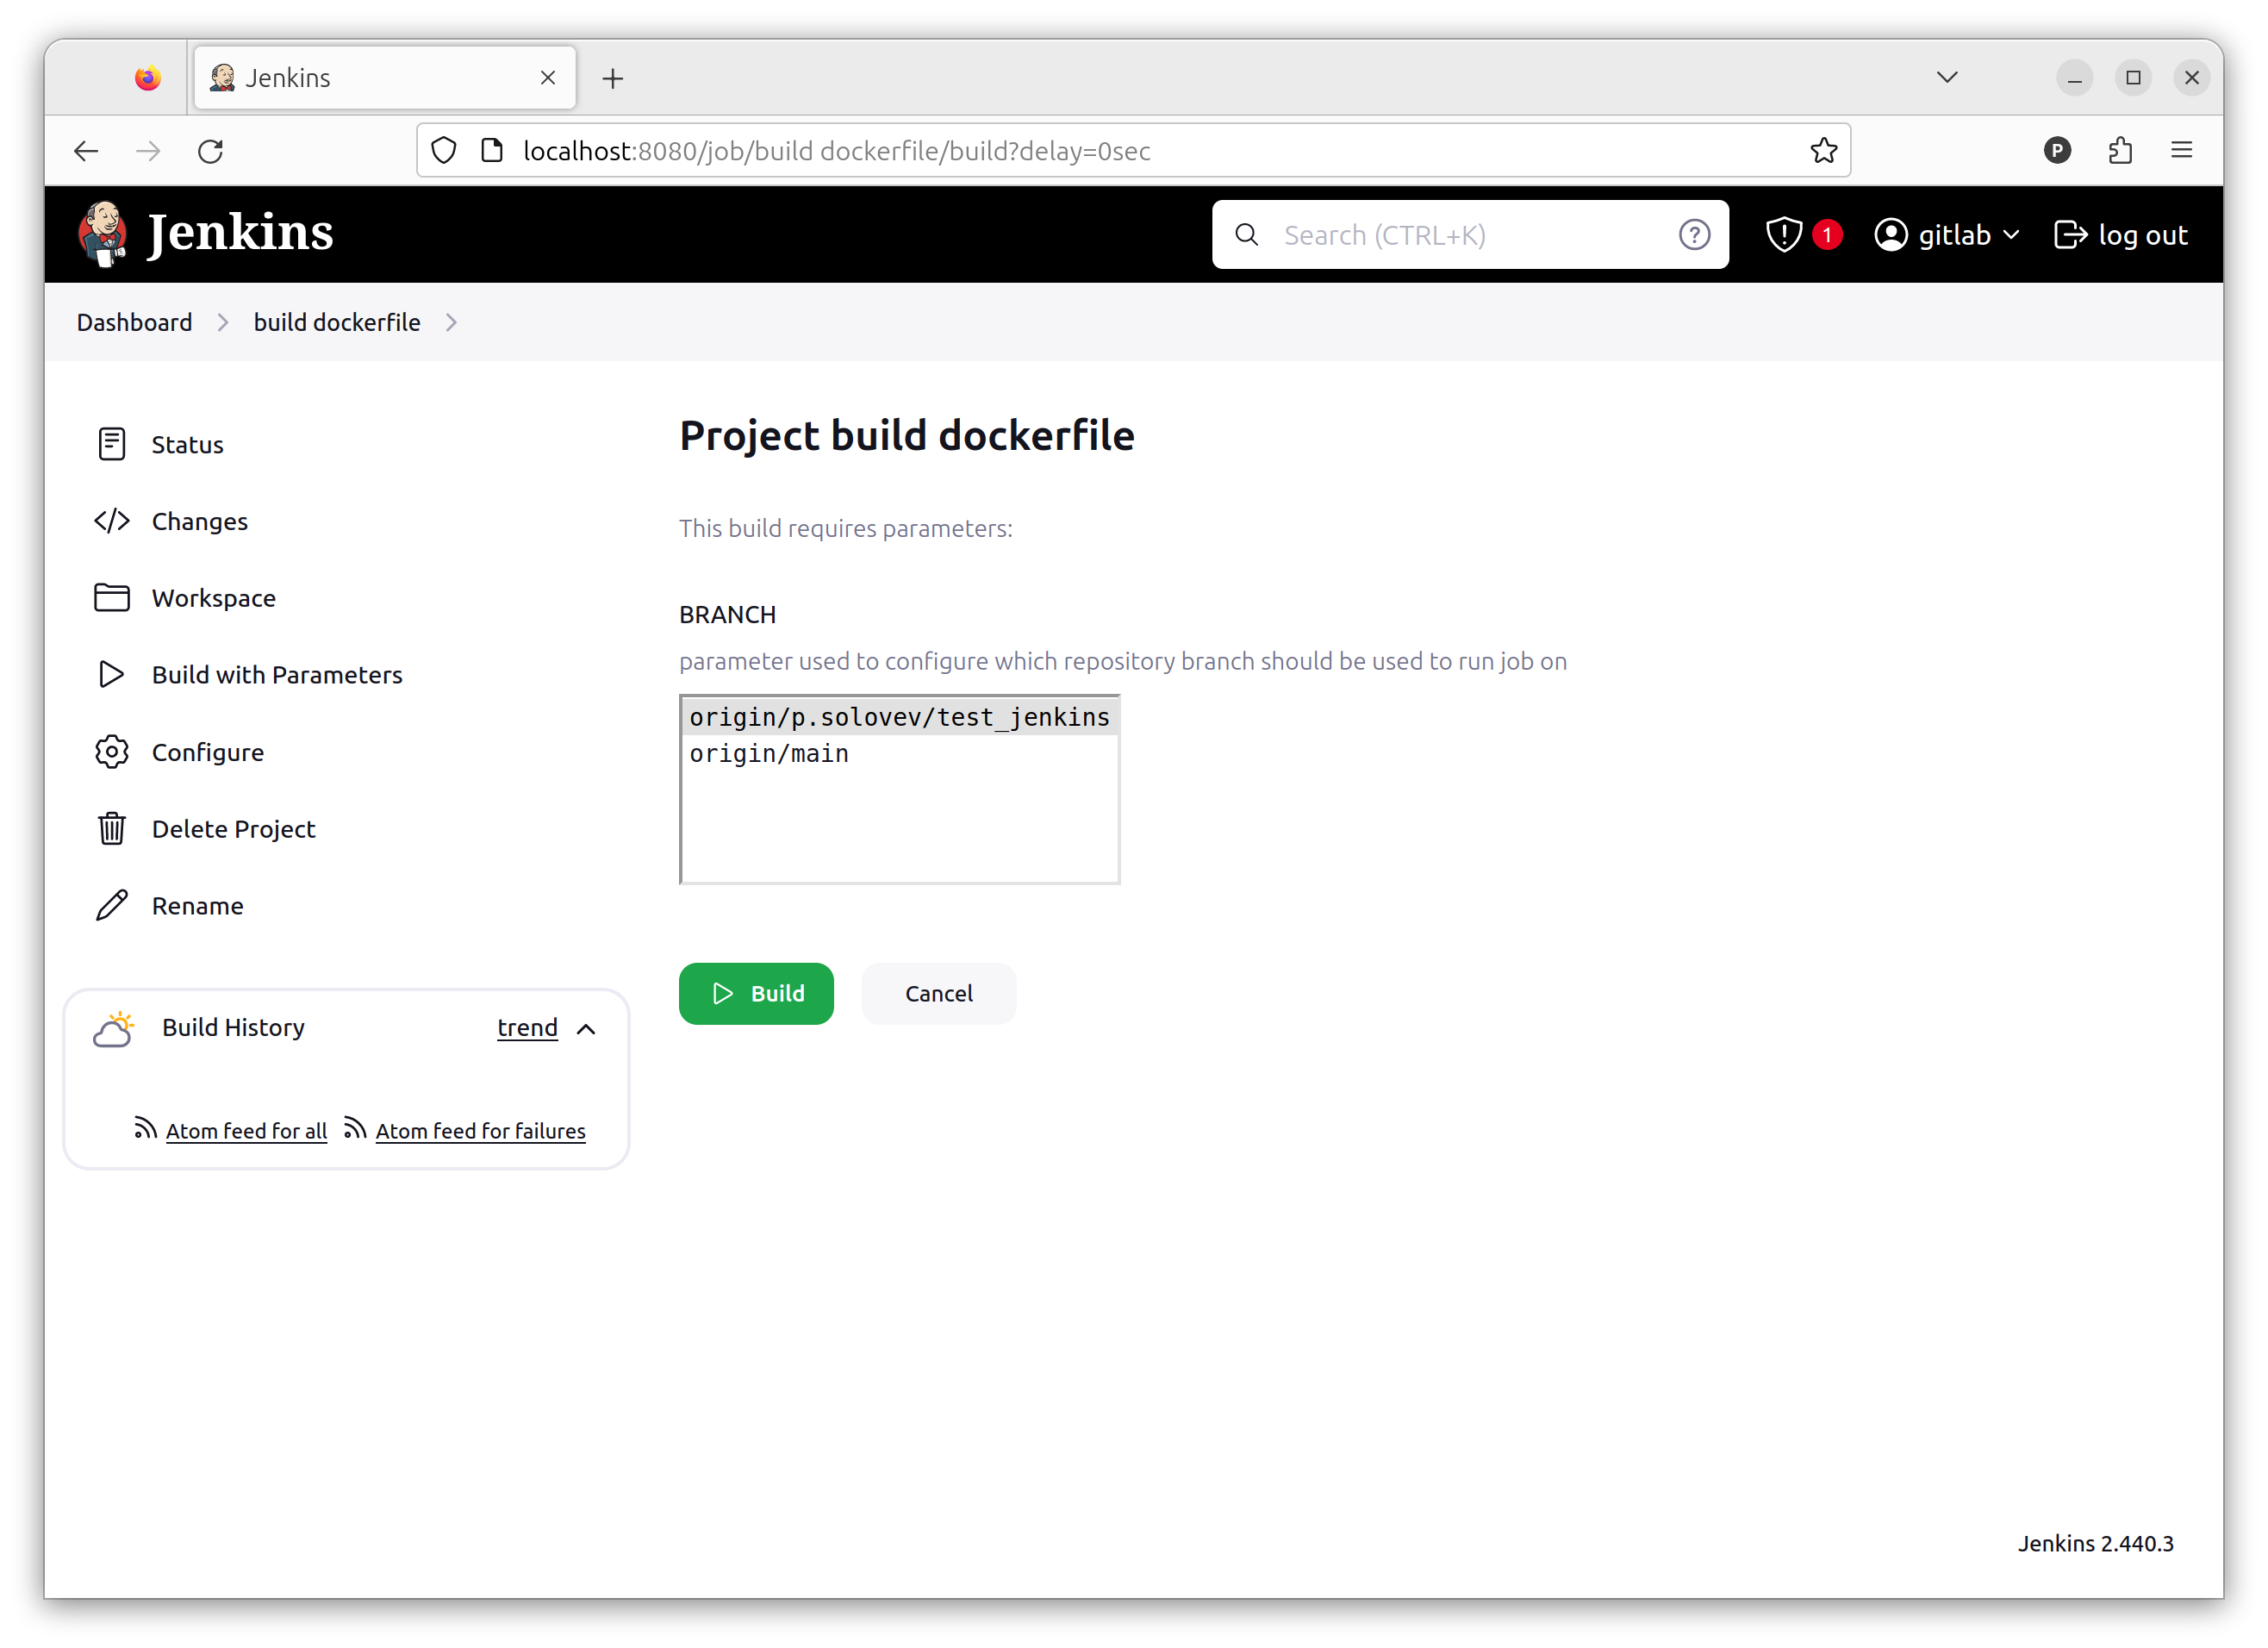 Jenkins
localhost:8080/job/build dockerfile/build?delay=0sec
P
Jenkins
Search (CTRL+K)
?
1
gitlab
log out
Dashboard
build dockerfile
Status
Changes
Workspace
Build with Parameters
Configure
Delete Project
Rename
Build History
trend
Atom feed for all
Atom feed for failures
Project build dockerfile
This build requires parameters:
BRANCH
parameter used to configure which repository branch should be used to run job on
origin/p.solovev/test_jenkins
origin/main
Build
Cancel
Jenkins 2.440.3